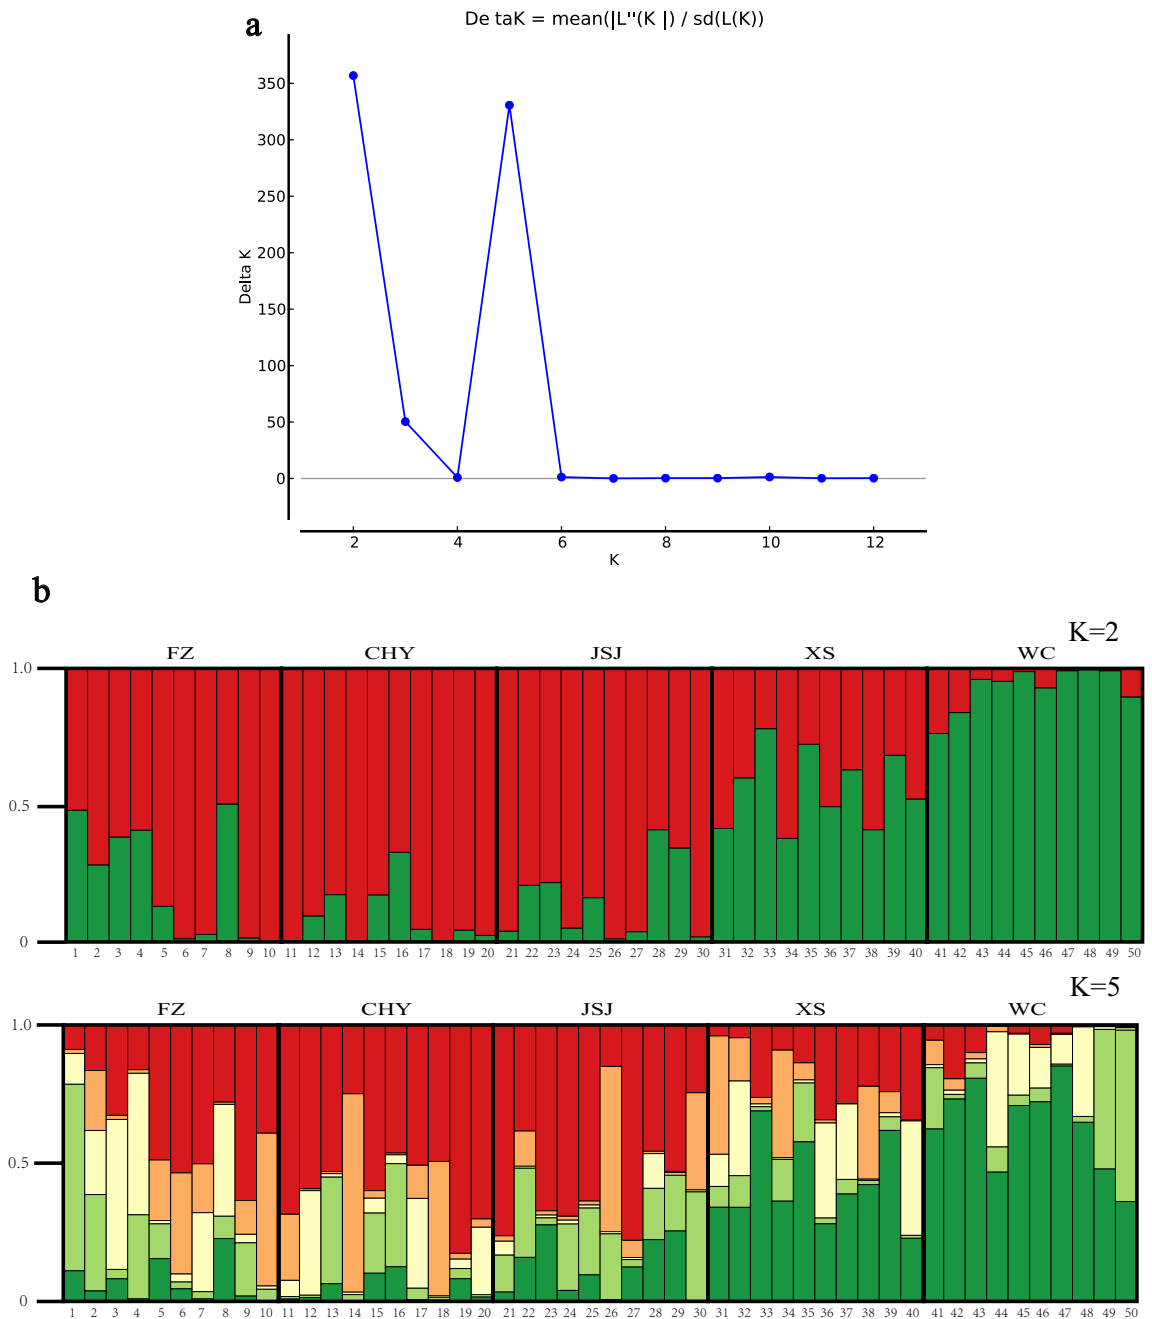 a
De taK = mean(|L''(K |) / sd(L(K))
350
300
250
200
150
100
50
0
Delta K
2 4 6 8 10 12
K
b
K=2
FZ CHY JSJ XS WC
1.0
0.5
0
1 2 3 4 5 6 7 8 9 10 11 12 13 14 15 16 17 18 19 20 21 22 23 24 25 26 27 28 29 30 31 32 33 34 35 36 37 38 39 40 41 42 43 44 45 46 47 48 49 50
K=5
FZ CHY JSJ XS WC
1.0
0.5
0
1 2 3 4 5 6 7 8 9 10 11 12 13 14 15 16 17 18 19 20 21 22 23 24 25 26 27 28 29 30 31 32 33 34 35 36 37 38 39 40 41 42 43 44 45 46 47 48 49 50